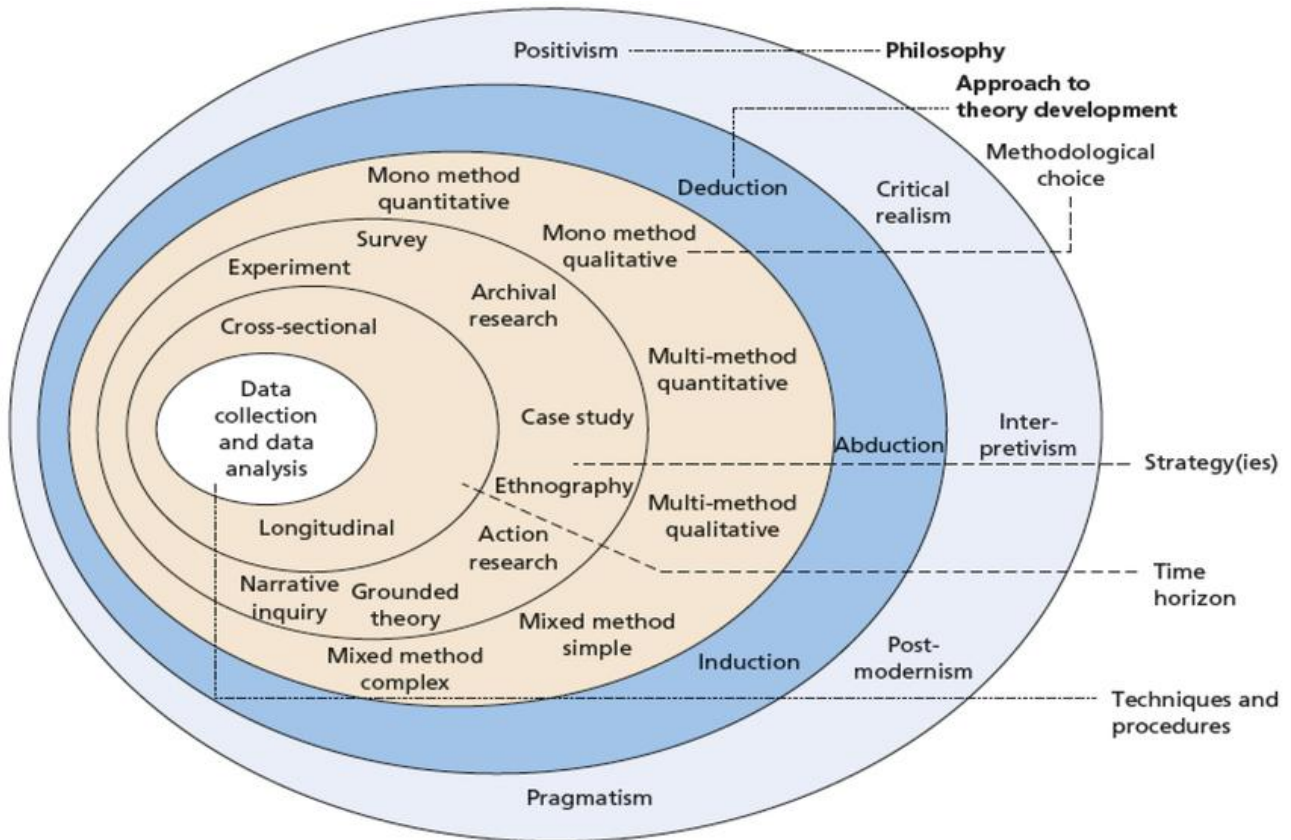 Positivism
Philosophy
Approach to
theory development
Methodological
choice
Mono method
quantitative
Deduction
Critical
realism
Survey
Mono method
qualitative
Experiment
Archival
research
Cross-sectional
Multi-method
quantitative
Data
collection
and data
analysis
Case study
Abduction
Inter-
pretivism
Strategy(ies)
Ethnography
Multi-method
qualitative
Longitudinal
Action
research
Time
horizon
Narrative
inquiry
Grounded
theory
Mixed method
simple
Mixed method
complex
Induction
Post-
modernism
Techniques and
procedures
Pragmatism